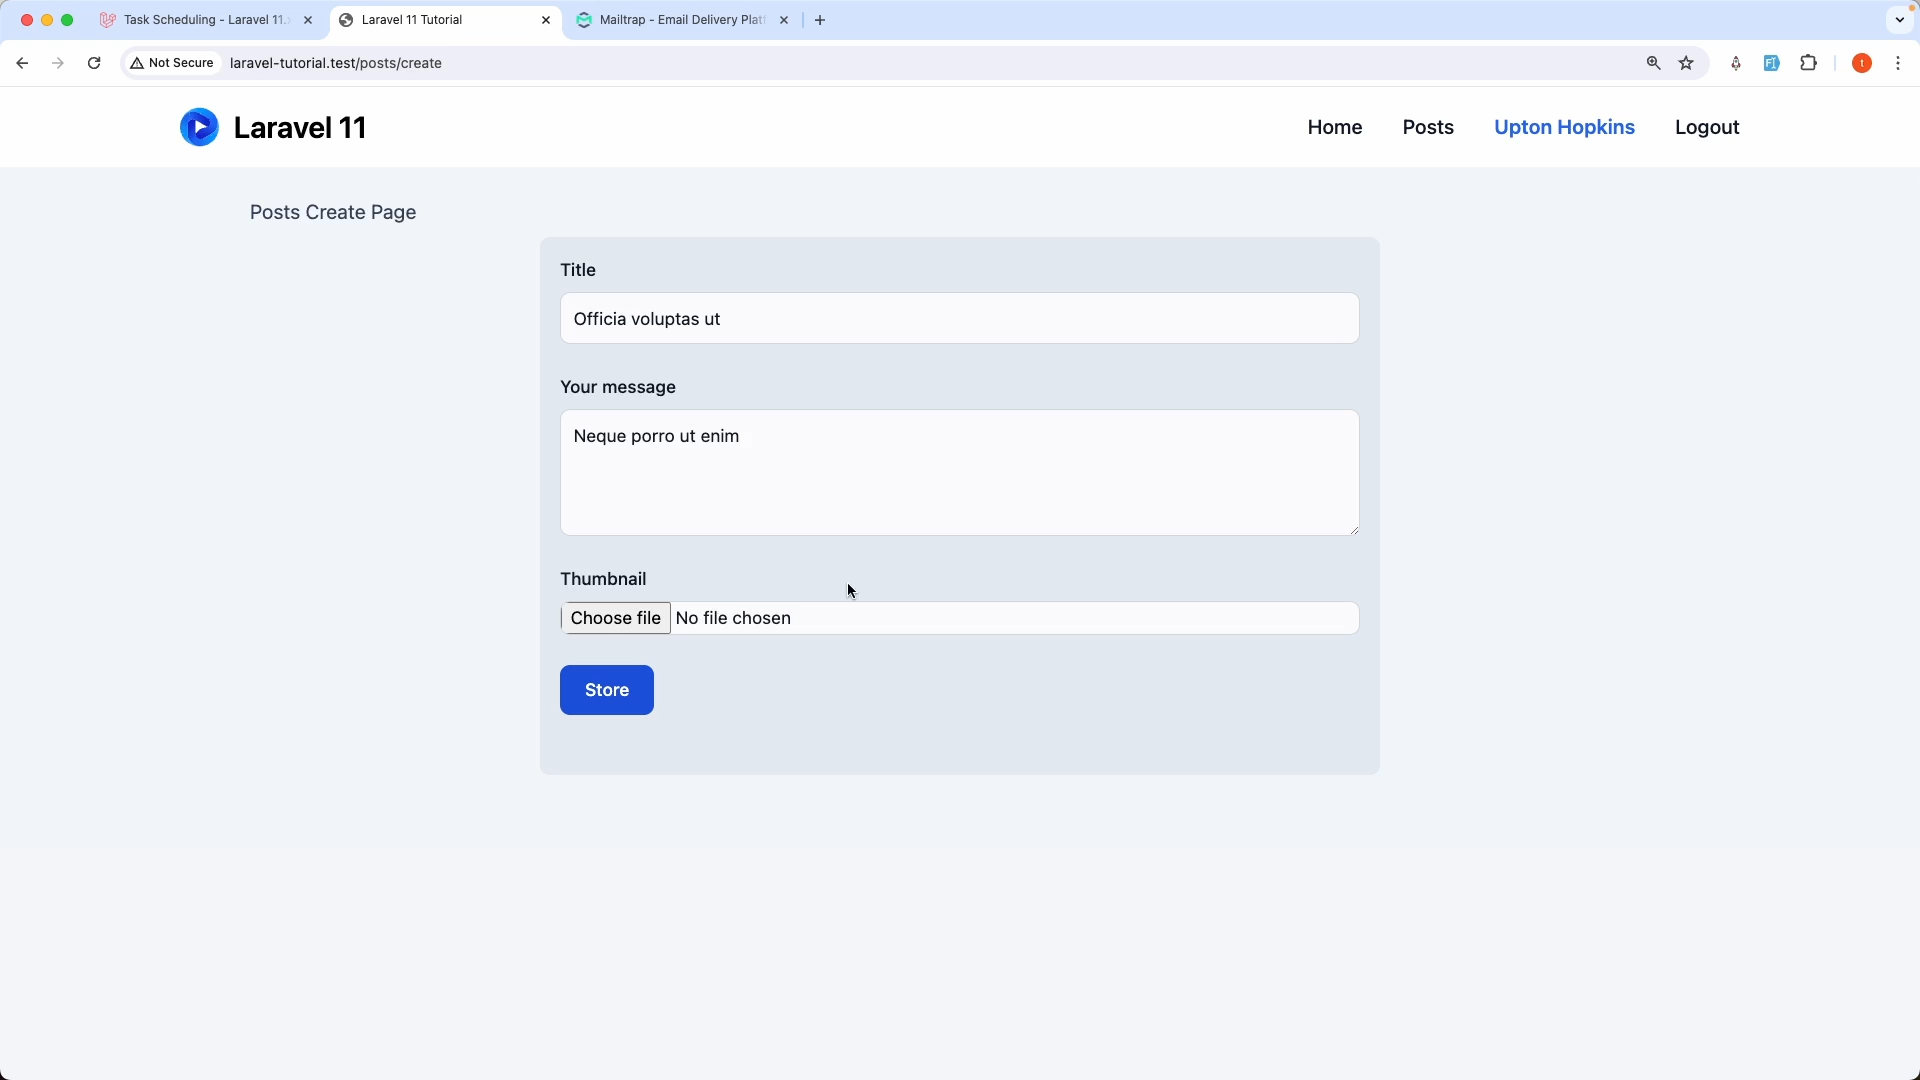 Task Scheduling - Laravel 11.
Laravel 11 Tutorial
Mailtrap - Email Delivery Plat
Not Secure
laravel-tutorial.test/posts/create
t
Laravel 11
Home
Posts
Upton Hopkins
Logout
Posts Create Page
Title
Officia voluptas ut
Your message
Neque porro ut enim
Thumbnail
Choose file No file chosen
Store